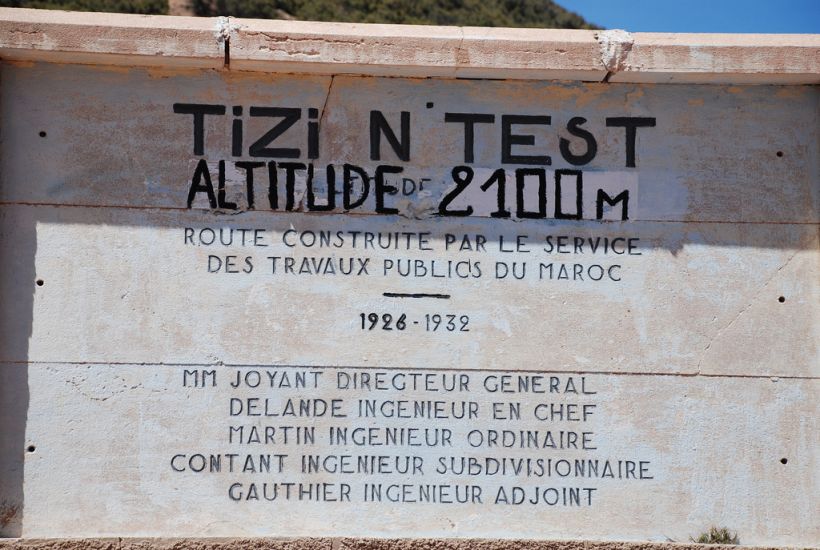 TiZi N'TEST
ALTITUDE DE 2100 M
ROUTE CONSTRUITE PAR LE SERVICE
DES TRAVAUX PUBLICS DU MAROC
1926-1932
MM JOYANT DIRECTEUR GENERAL
DELANDE INGENIEUR EN CHEF
MARTIN INGENIEUR ORDINAIRE
CONTANT INGENIEUR SUBDIVISIONNAIRE
GAUTHIER INGENIEUR ADJOINT